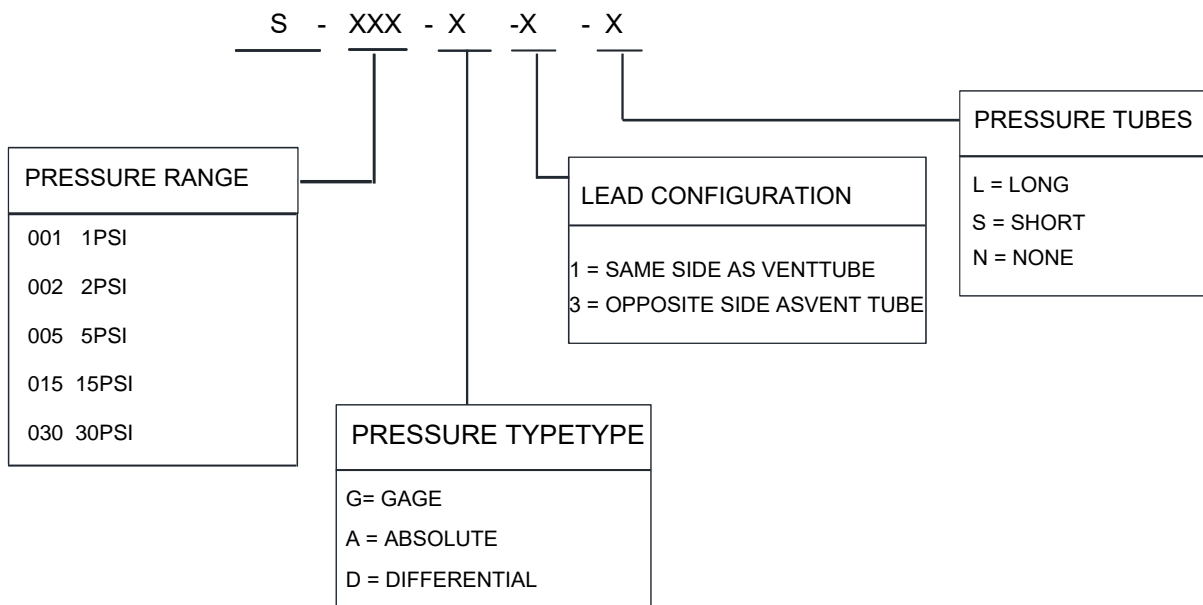 S - XXX - X -X - X
PRESSURE TUBES
L = LONG
S = SHORT
N = NONE
PRESSURE RANGE
001 1PSI
002 2PSI
005 5PSI
015 15PSI
030 30PSI
LEAD CONFIGURATION
1 = SAME SIDE AS VENTTUBE
3 = OPPOSITE SIDE ASVENT TUBE
PRESSURE TYPETYPE
G= GAGE
A = ABSOLUTE
D = DIFFERENTIAL